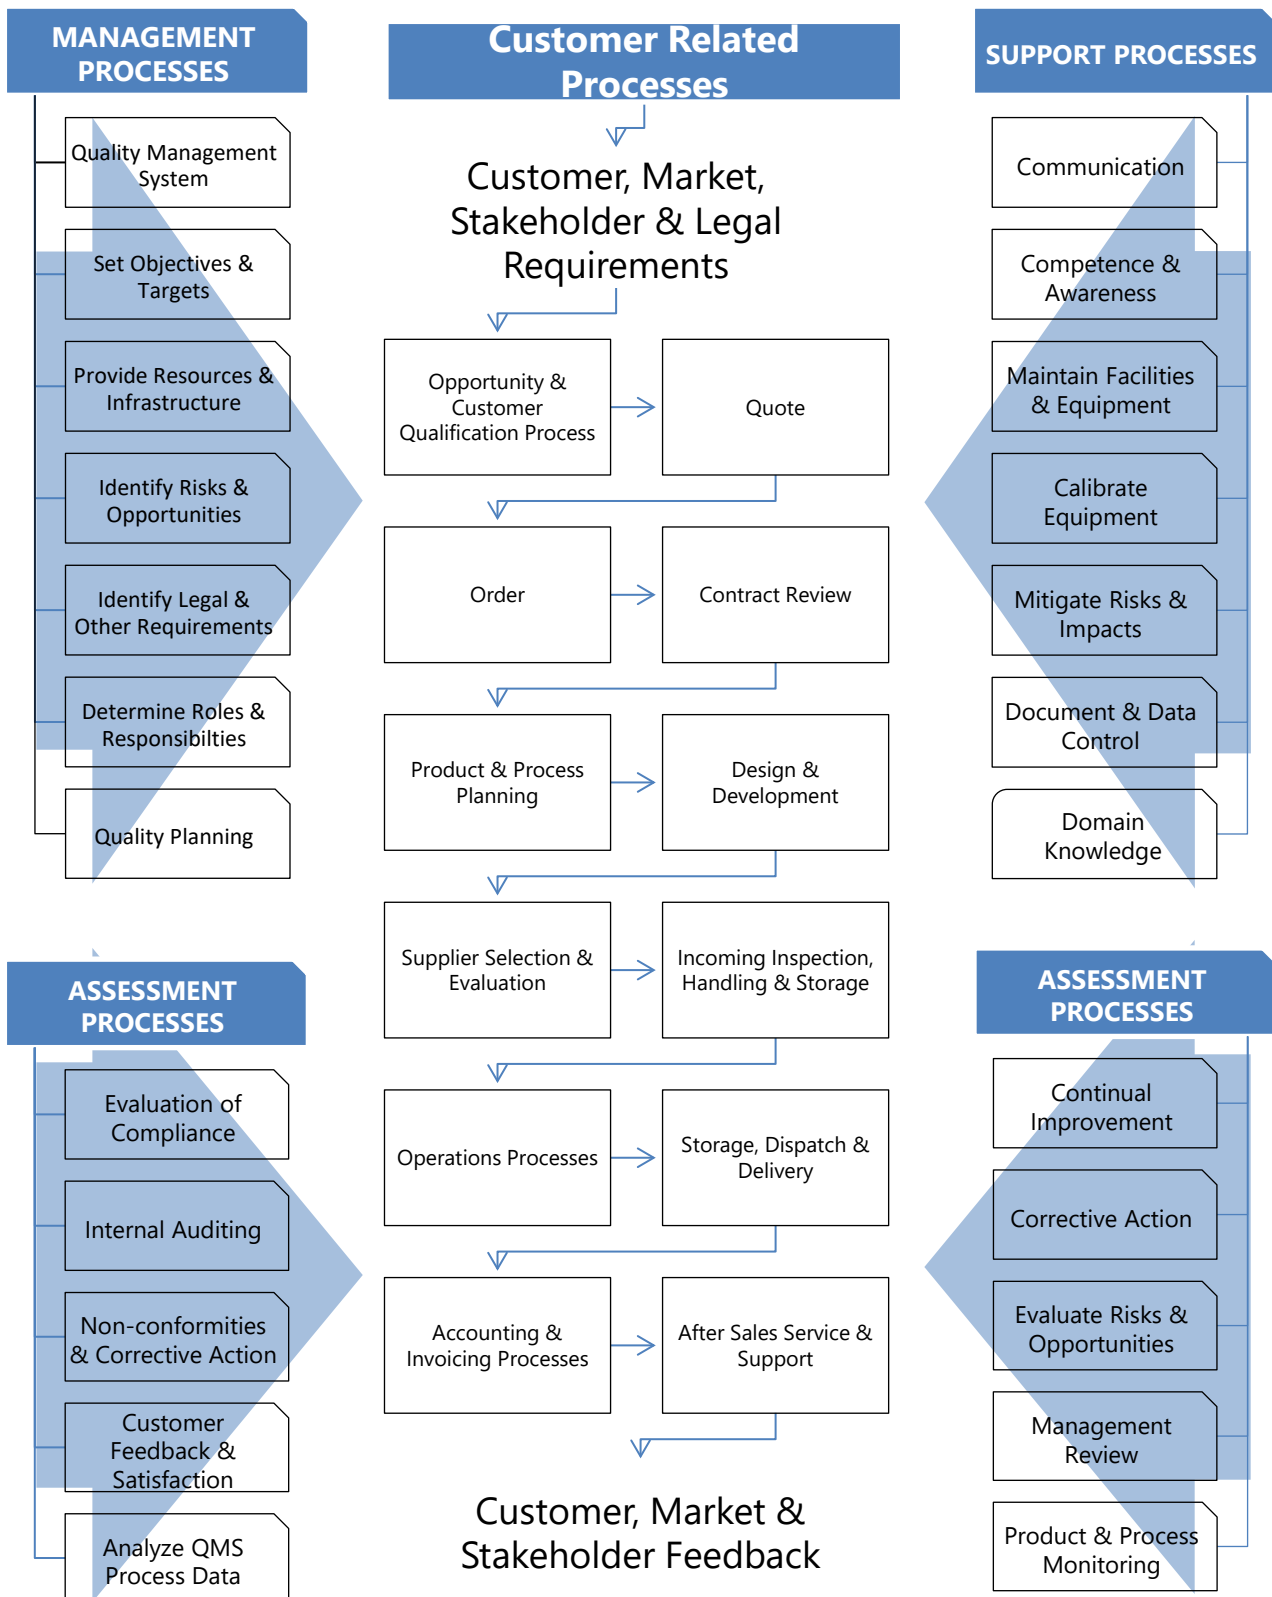 MANAGEMENT
PROCESSES
Quality Management
System
Set Objectives &
Targets
Provide Resources &
Infrastructure
Identify Risks &
Opportunities
Identify Legal &
Other Requirements
Determine Roles &
Responsibilties
Quality Planning
ASSESSMENT
PROCESSES
Evaluation of
Compliance
Internal Auditing
Non-conformities
& Corrective Action
Customer
Feedback &
Satisfaction
Analyze QMS
Process Data
Customer Related
Processes
Customer, Market,
Stakeholder & Legal
Requirements
Opportunity &
Customer
Qualification Process
Quote
Order
Contract Review
Product & Process
Planning
Design &
Development
Supplier Selection &
Evaluation
Incoming Inspection,
Handling & Storage
Operations Processes
Storage, Dispatch &
Delivery
Accounting &
Invoicing Processes
After Sales Service &
Support
Customer, Market &
Stakeholder Feedback
SUPPORT PROCESSES
Communication
Competence &
Awareness
Maintain Facilities
& Equipment
Calibrate
Equipment
Mitigate Risks &
Impacts
Document & Data
Control
Domain
Knowledge
ASSESSMENT
PROCESSES
Continual
Improvement
Corrective Action
Evaluate Risks &
Opportunities
Management
Review
Product & Process
Monitoring